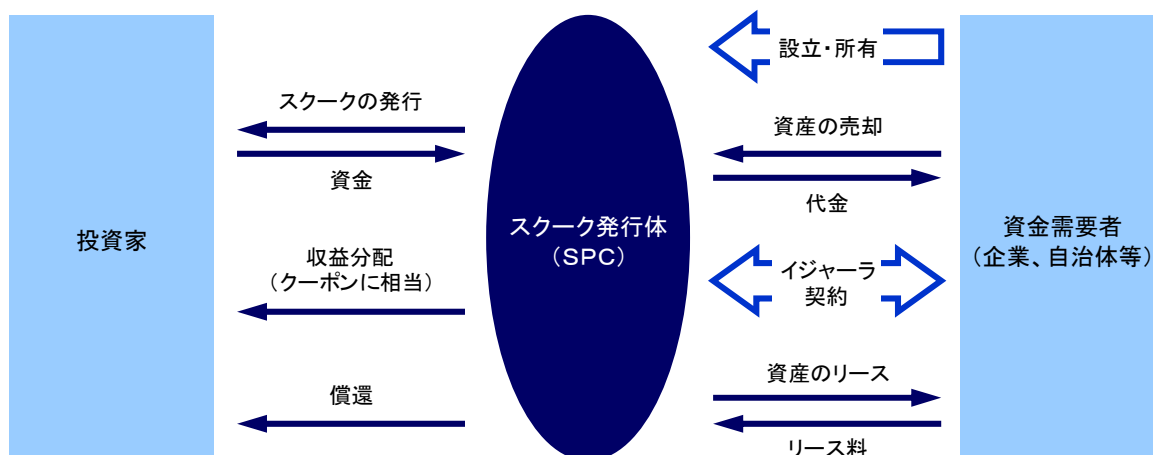 投資家
スクークの発行
資金
収益分配
（クーポンに相当）
償還
スクーク発行体
（SPC）
設立・所有
資産の売却
代金
イジャーラ
契約
資産のリース
リース料
資金需要者
（企業、自治体等）